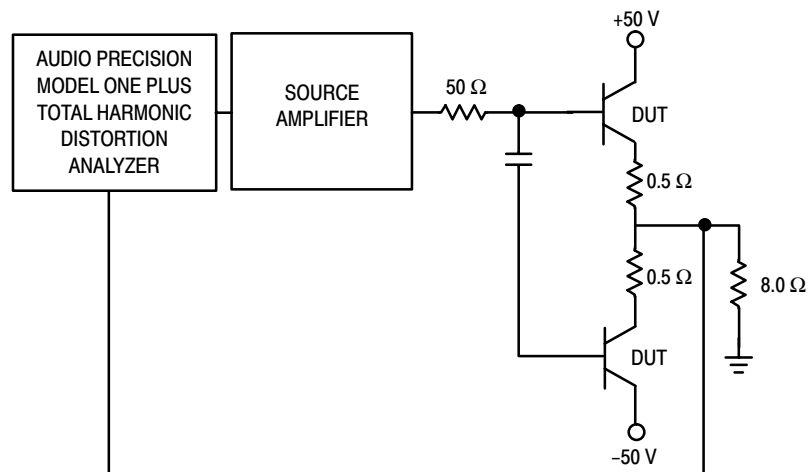 AUDIO PRECISION
MODEL ONE PLUS
TOTAL HARMONIC
DISTORTION
ANALYZER
SOURCE
AMPLIFIER
50 Ω
+50 V
DUT
0.5 Ω
0.5 Ω
8.0 Ω
DUT
–50 V